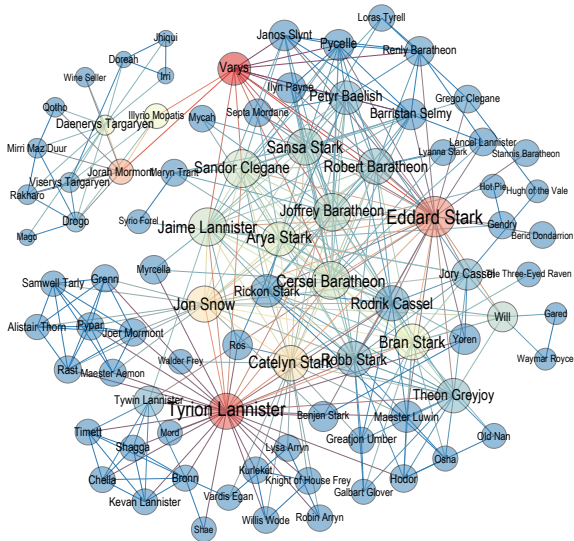 Loras Tyrell
Janos Slynt
Jhiqui
Pycelle
Renly Baratheon
Doreah
Varys
Wine Seller
Irri
Ilyn Payne
Petyr Baelish
Gregor Clegane
Qotho
Illyrio Mopatis
Septa Mordane
Barristan Selmy
Daenerys Targaryen
Mycah
Lancel Lannister
Mirri Maz Duur
Sansa Stark
Lyanna Stark
Stannis Baratheon
Jorah Mormont
Meryn Trant
Sandor Clegane
Robert Baratheon
Viserys Targaryen
Hot Pie
Hugh of the Vale
Rakharo
Joffrey Baratheon
Eddard Stark
Drogo
Syrio Forel
Jaime Lannister
Gendry
Mago
Arya Stark
Beric Dondarrion
Cersei Baratheon
Jory Cassel
The Three-Eyed Raven
Grenn
Myrcella
Samwell Tarly
Rickon Stark
Jon Snow
Rodrik Cassel
Alistair Thorn
Pypar
Joer Mormont
Will
Gared
Ros
Bran Stark
Yoren
Waymar Royce
Walder Frey
Catelyn Stark
Robb Stark
Rast
Maester Aemon
Tywin Lannister
Theon Greyjoy
Tyrion Lannister
Benjen Stark
Maester Luwin
Timett
Mord
Greatjon Umber
Old Nan
Shagga
Lysa Arryn
Osha
Kurleket
Chella
Bronn
Knight of House Frey
Hodor
Kevan Lannister
Vardis Egan
Galbart Glover
Willis Wode
Robin Arryn
Shae